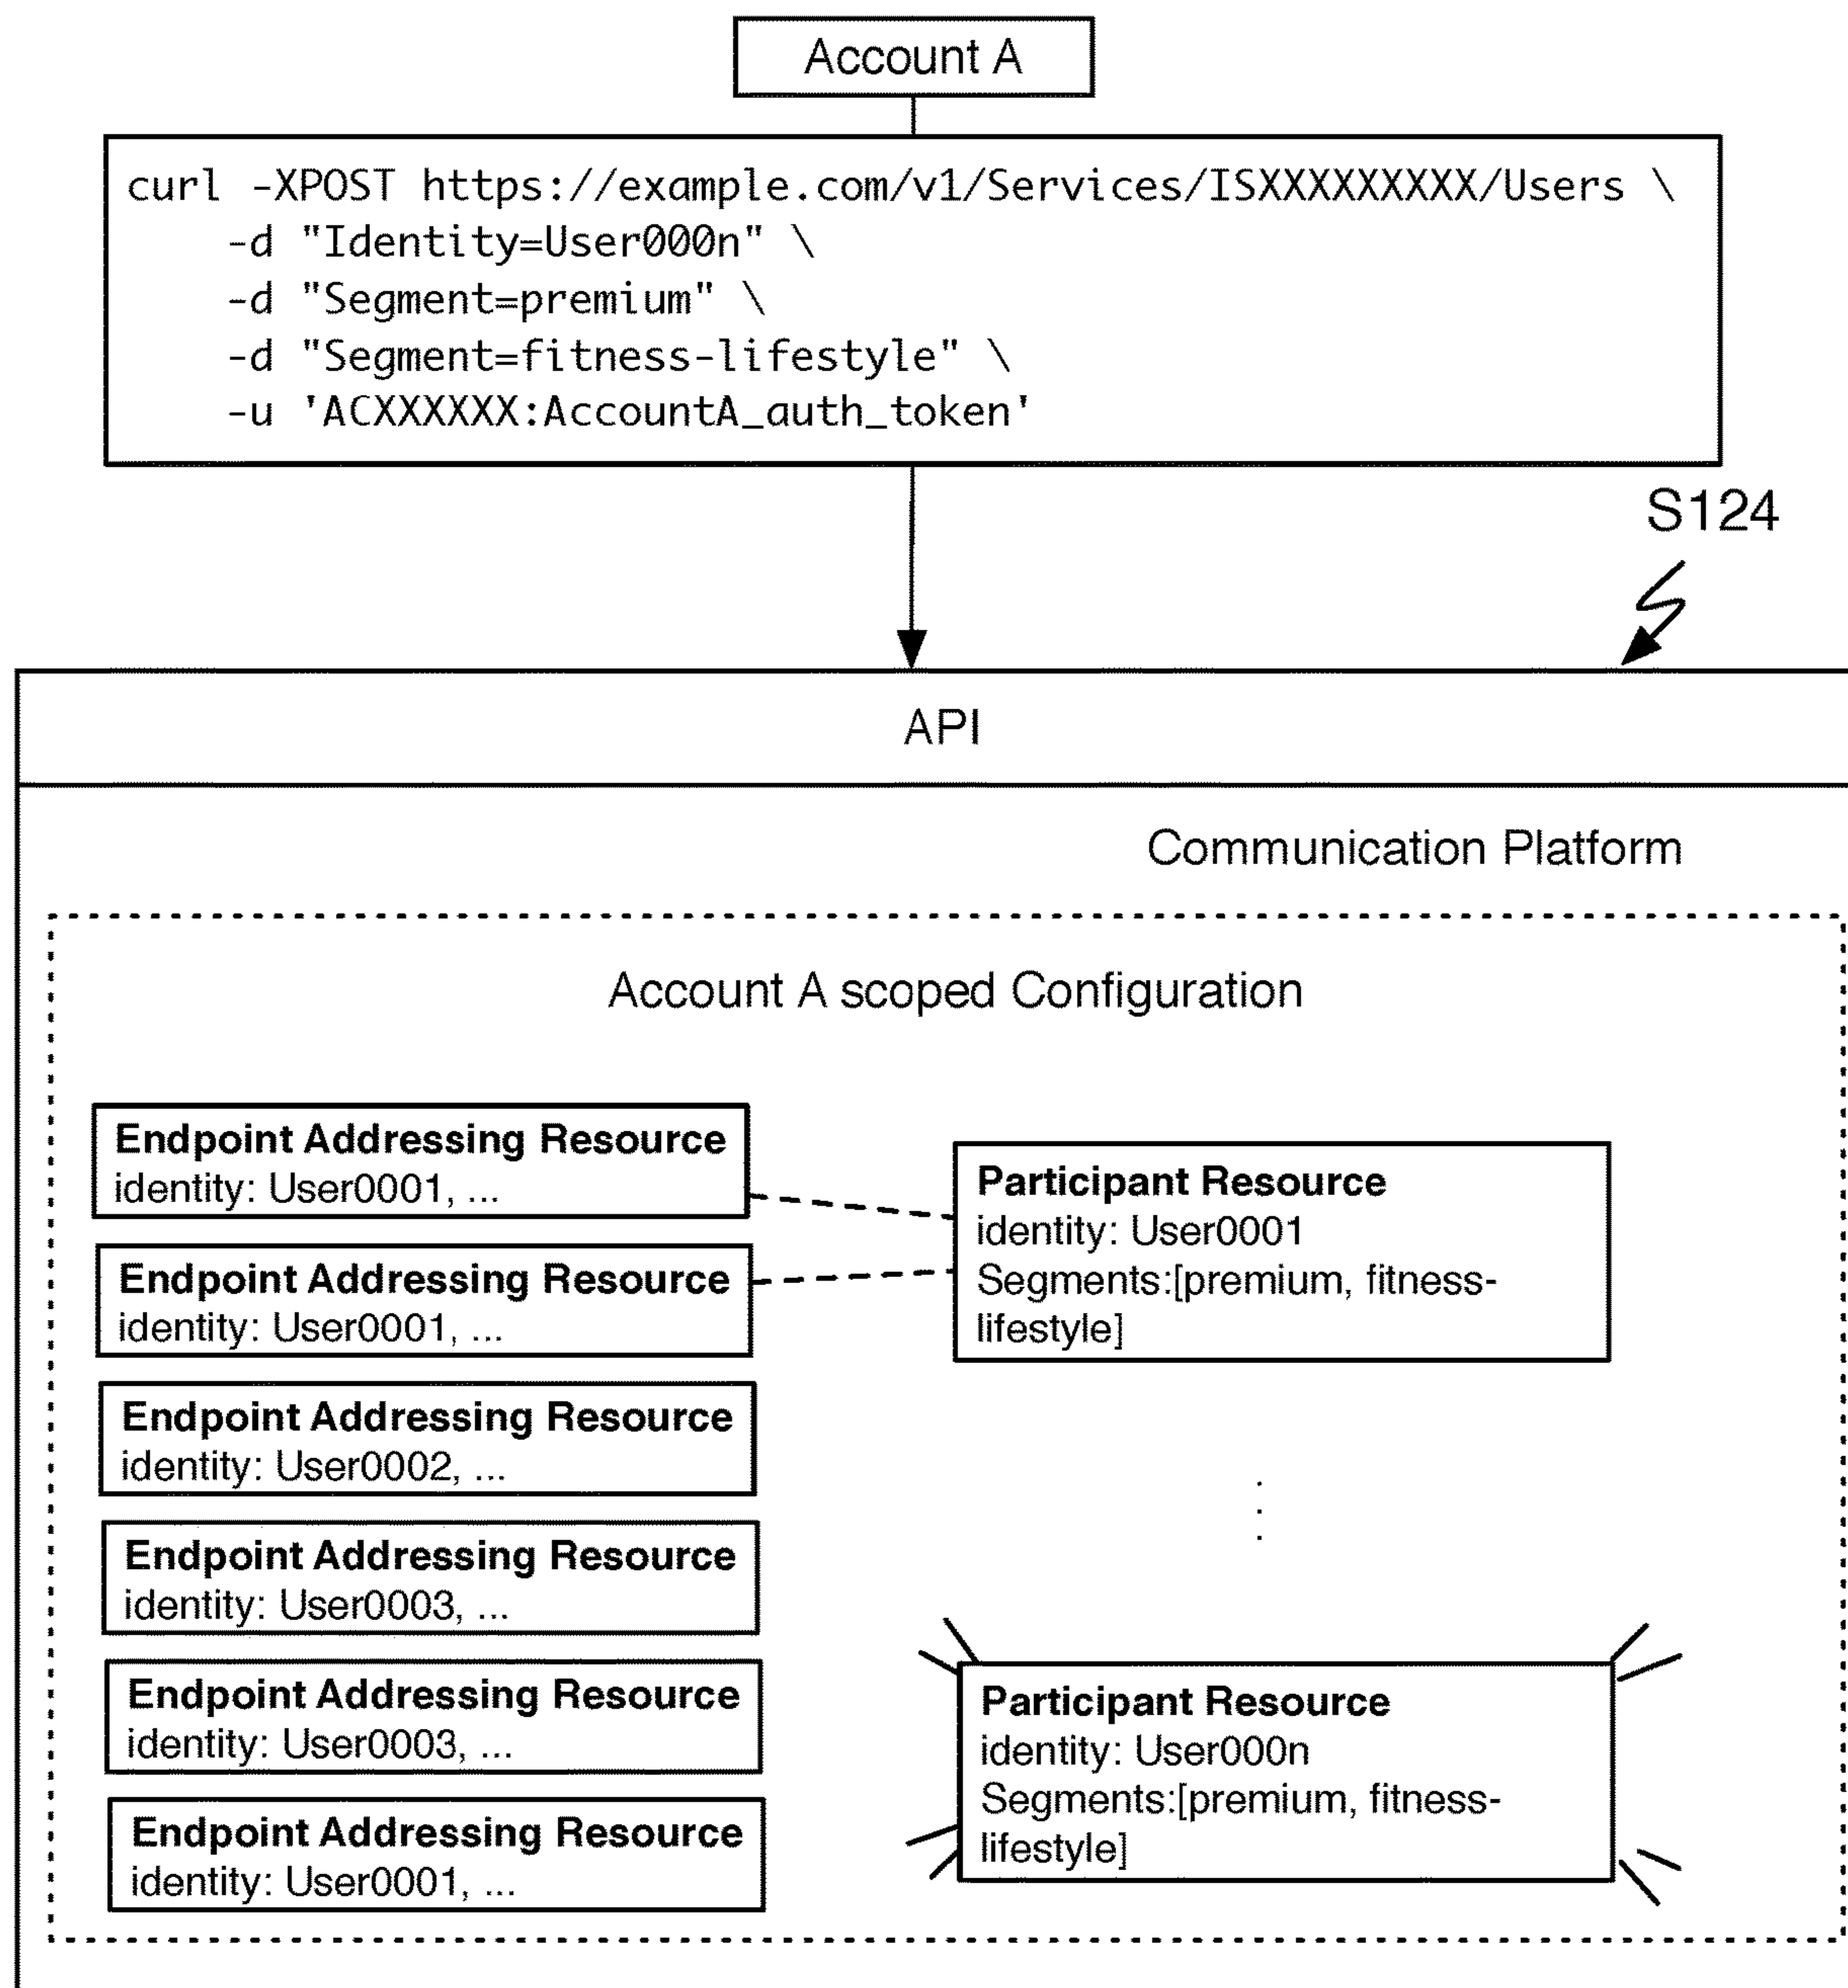 Account A
curl -XPOST https://example.com/v1/Services/ISXXXXXXXXX/Users \
-d "Identity=User000n" \
-d "Segment=premium" \
-d "Segment=fitness-lifestyle" \
-u 'ACXXXXXX:AccountA_auth_token'
S124
API
Communication Platform
Account A scoped Configuration
Endpoint Addressing Resource
identity: User0001, ...
Endpoint Addressing Resource
identity: User0001, ...
Endpoint Addressing Resource
identity: User0002, ...
Endpoint Addressing Resource
identity: User0003, ...
Endpoint Addressing Resource
identity: User0003, ...
Endpoint Addressing Resource
identity: User0001, ...
Participant Resource
identity: User0001
Segments:[premium, fitness-
lifestyle]
Participant Resource
identity: User000n
Segments:[premium, fitness-
lifestyle]